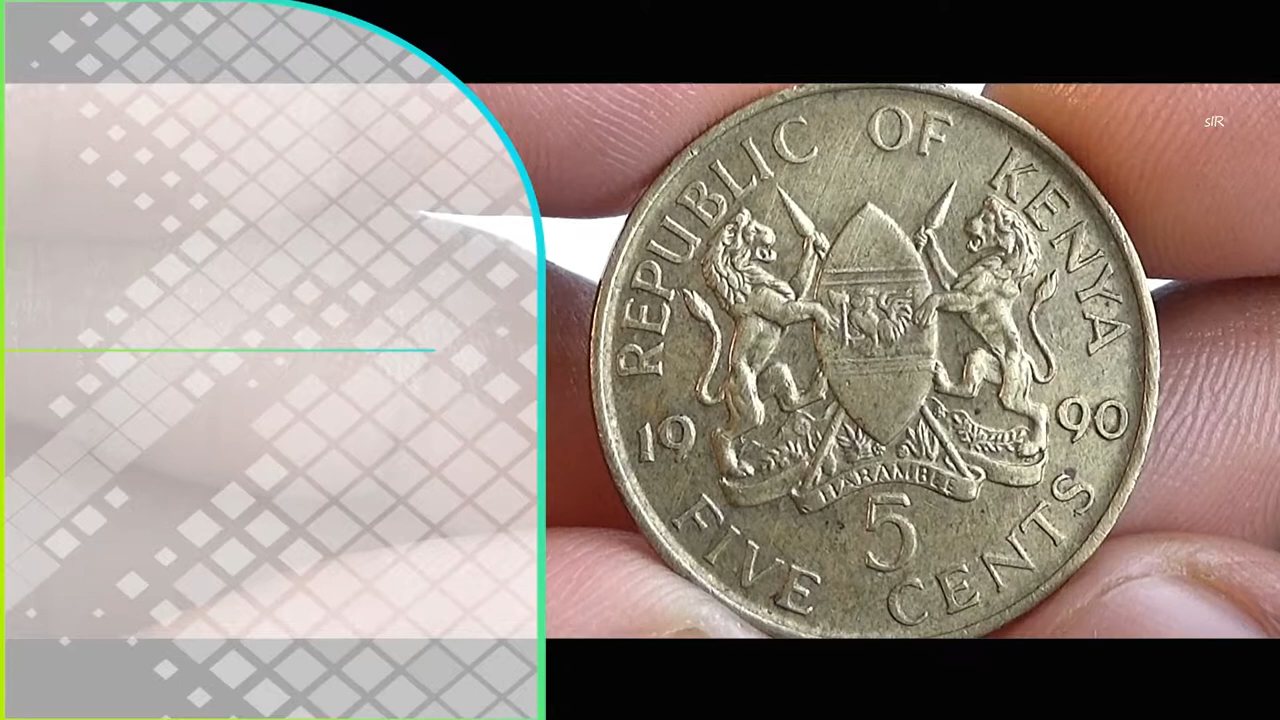 REPUBLIC OF KENYA
19 90
HARAMBEE
5
FIVE CENTS
sIR